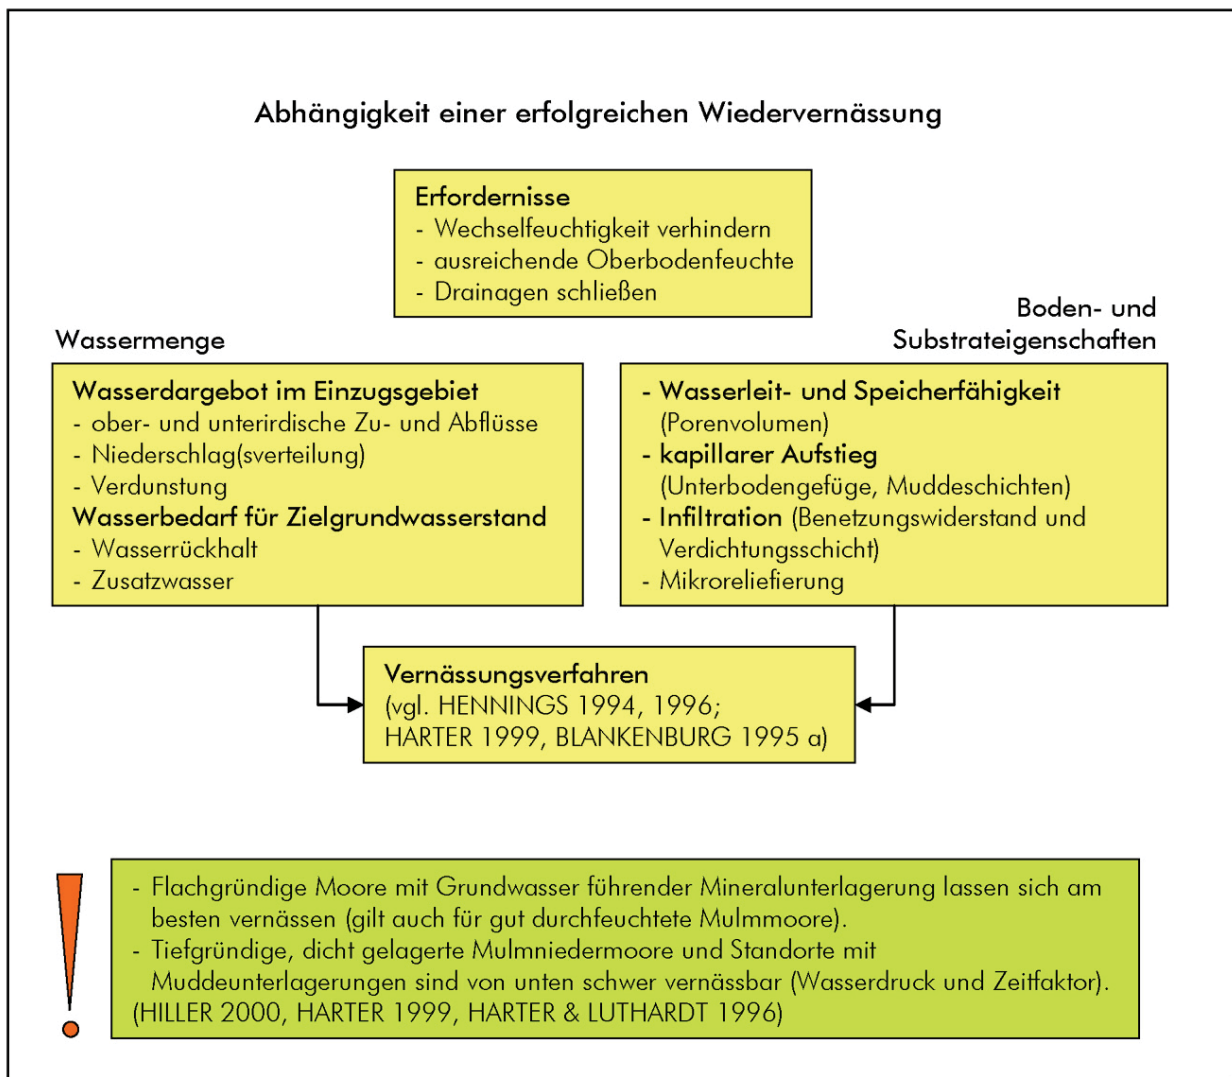 Abhängigkeit einer erfolgreichen Wiedervernässung
Erfordernisse
- Wechselfeuchtigkeit verhindern
- ausreichende Oberbodenfeuchte
- Drainagen schließen
Wassermenge
Wasserdargebot im Einzugsgebiet
- ober- und unterirdische Zu- und Abflüsse
- Niederschlag(sverteilung)
- Verdunstung
Wasserbedarf für Zielgrundwasserstand
- Wasserrückhalt
- Zusatzwasser
Boden- und
Substrateigenschaften
- Wasserleit- und Speicherfähigkeit
(Porenvolumen)
- kapillarer Aufstieg
(Unterbodengefüge, Muddeschichten)
- Infiltration (Benetzungswiderstand und
Verdichtungsschicht)
- Mikroreliefierung
Vernässungsverfahren
(vgl. HENNINGS 1994, 1996;
HARTER 1999, BLANKENBURG 1995 a)
- Flachgründige Moore mit Grundwasser führender Mineralunterlagerung lassen sich am
besten vernässen (gilt auch für gut durchfeuchtete Mulmmoore).
- Tiefgründige, dicht gelagerte Mulmniedermoore und Standorte mit
Muddeunterlagerungen sind von unten schwer vernässbar (Wasserdruck und Zeitfaktor).
(HILLER 2000, HARTER 1999, HARTER & LUTHARDT 1996)